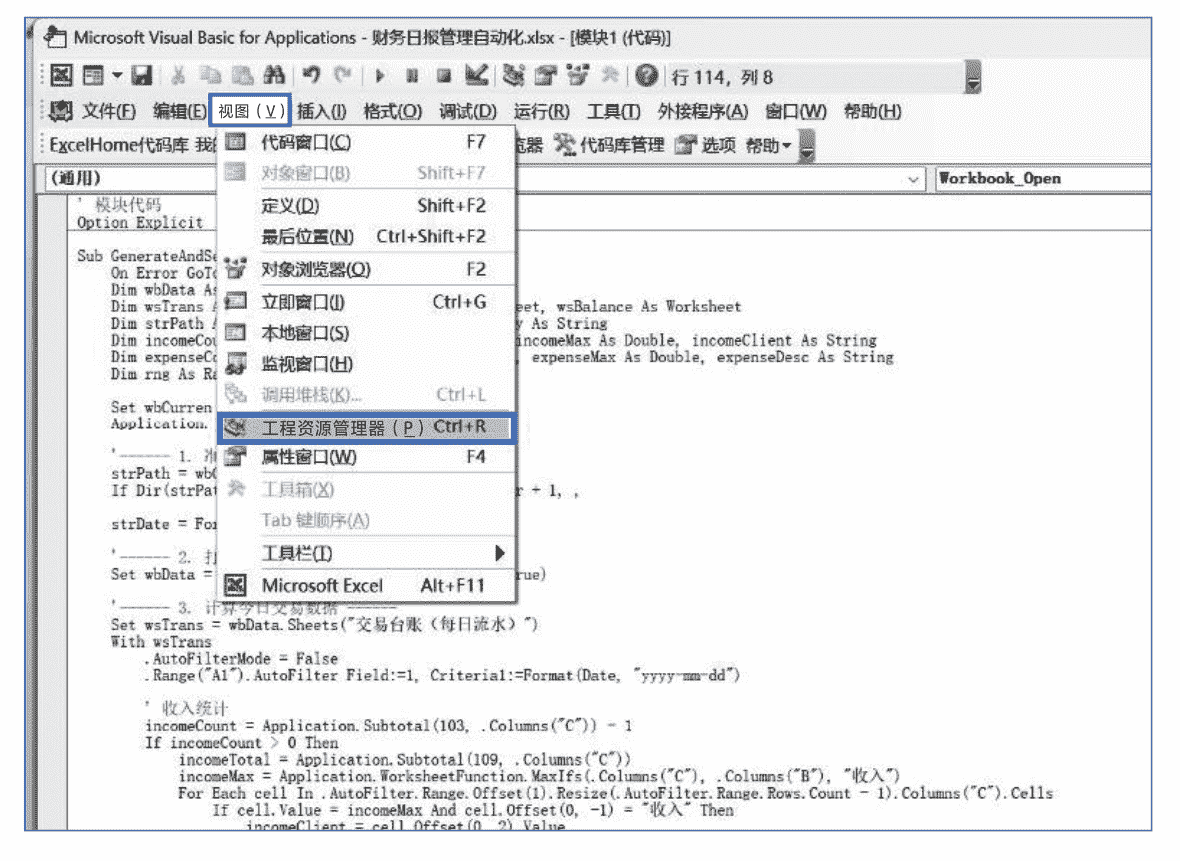 Microsoft Visual Basic for Applications - 财务日报管理自动化.xlsx - [模块1 (代码)]
行 114, 列 8
文件(F) 编辑(E) 视图(V) 插入(I) 格式(O) 调试(D) 运行(R) 工具(T) 外接程序(A) 窗口(W) 帮助(H)
ExcelHome代码库 我 览器 代码库管理 选项 帮助
代码窗口(C) F7
对象窗口(B) Shift+F7
定义(D) Shift+F2
最后位置(N) Ctrl+Shift+F2
对象浏览器(O) F2
立即窗口(I) Ctrl+G
本地窗口(S)
监视窗口(H)
调用堆栈(K)... Ctrl+L
工程资源管理器(P) Ctrl+R
属性窗口(W) F4
工具箱(X)
Tab 键顺序(A)
工具栏(T)
Microsoft Excel Alt+F11
(通用) Workbook_Open
' 模块代码
Option Explicit
Sub GenerateAndSe
On Error GoTo
Dim wbData As
Dim wsTrans A eet, wsBalance As Worksheet
Dim strPath A y As String
Dim incomeCou incomeMax As Double, incomeClient As String
Dim expenseCo , expenseMax As Double, expenseDesc As String
Dim rng As Ra
Set wbCurren
Application.
'------ 1.
strPath = wbC
If Dir(strPat r + 1, ,
strDate = For
'------ 2. 打
Set wbData = rue)
'------ 3. 计算今日交易数据 ------
Set wsTrans = wbData.Sheets("交易台账（每日流水）")
With wsTrans
.AutoFilterMode = False
.Range("A1").AutoFilter Field:=1, Criteria1:=Format(Date, "yyyy-mm-dd")
' 收入统计
incomeCount = Application.Subtotal(103, .Columns("C")) - 1
If incomeCount > 0 Then
incomeTotal = Application.Subtotal(109, .Columns("C"))
incomeMax = Application.WorksheetFunction.MaxIfs(.Columns("C"), .Columns("B"), "收入")
For Each cell In .AutoFilter.Range.Offset(1).Resize(.AutoFilter.Range.Rows.Count - 1).Columns("C").Cells
If cell.Value = incomeMax And cell.Offset(0, -1) = "收入" Then
incomeClient = cell.Offset(0, 2).Value